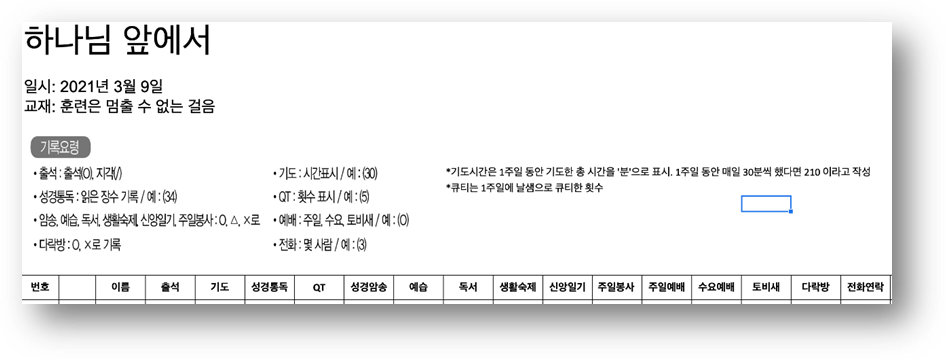 하나님 앞에서
일시: 2021년 3월 9일
교재: 훈련은 멈출 수 없는 걸음
기록요령
• 출석 : 출석(O), 지각(/)
• 성경통독 : 읽은 장수 기록 / 예 : (34)
• 암송, 예습, 독서, 생활숙제, 신앙일기, 주일봉사 : O, △, ×로
• 다락방 : O, ×로 기록
• 기도 : 시간표시 / 예 : (30)
• QT : 횟수 표시 / 예 : (5)
• 예배 : 주일, 수요, 토비새 / 예 : (O)
• 전화 : 몇 사람 / 예 : (3)
*기도시간은 1주일 동안 기도한 총 시간을 '분'으로 표시. 1주일 동안 매일 30분씩 했다면 210 이라고 작성
*큐티는 1주일에 날샘으로 큐티한 횟수
번호 이름 출석 기도 성경통독 QT 성경암송 예습 독서 생활숙제 신앙일기 주일봉사 주일예배 수요예배 토비새 다락방 전화연락